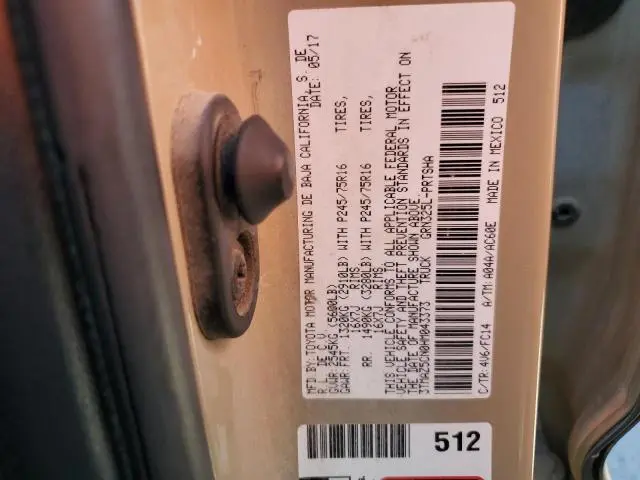 MFD BY: TOYOTA MOTOR MANUFACTURING DE BAJA CALIFORNIA, S. DE
R.L. DE C.V. DATE: 05/17
GVWR: 2545KG (5600LB)
GAWR: FRT: 1320KG (2910LB) WITH P245/75R16 TIRES,
16X7J RIMS
RR. 1490KG (3280LB) WITH P245/75R16 TIRES,
16X7J RIMS
THIS VEHICLE CONFORMS TO ALL APPLICABLE FEDERAL MOTOR
VEHICLE SAFETY AND THEFT PREVENTION STANDARDS IN EFFECT ON
THE DATE OF MANUFACTURE SHOWN ABOVE.
3TMAZ5CN0HM043373 TRUCK GRN325L-PRTSHA
C/TR: 4V6/FC14 A/TM: A04A/AC60E MADE IN MEXICO 512
512